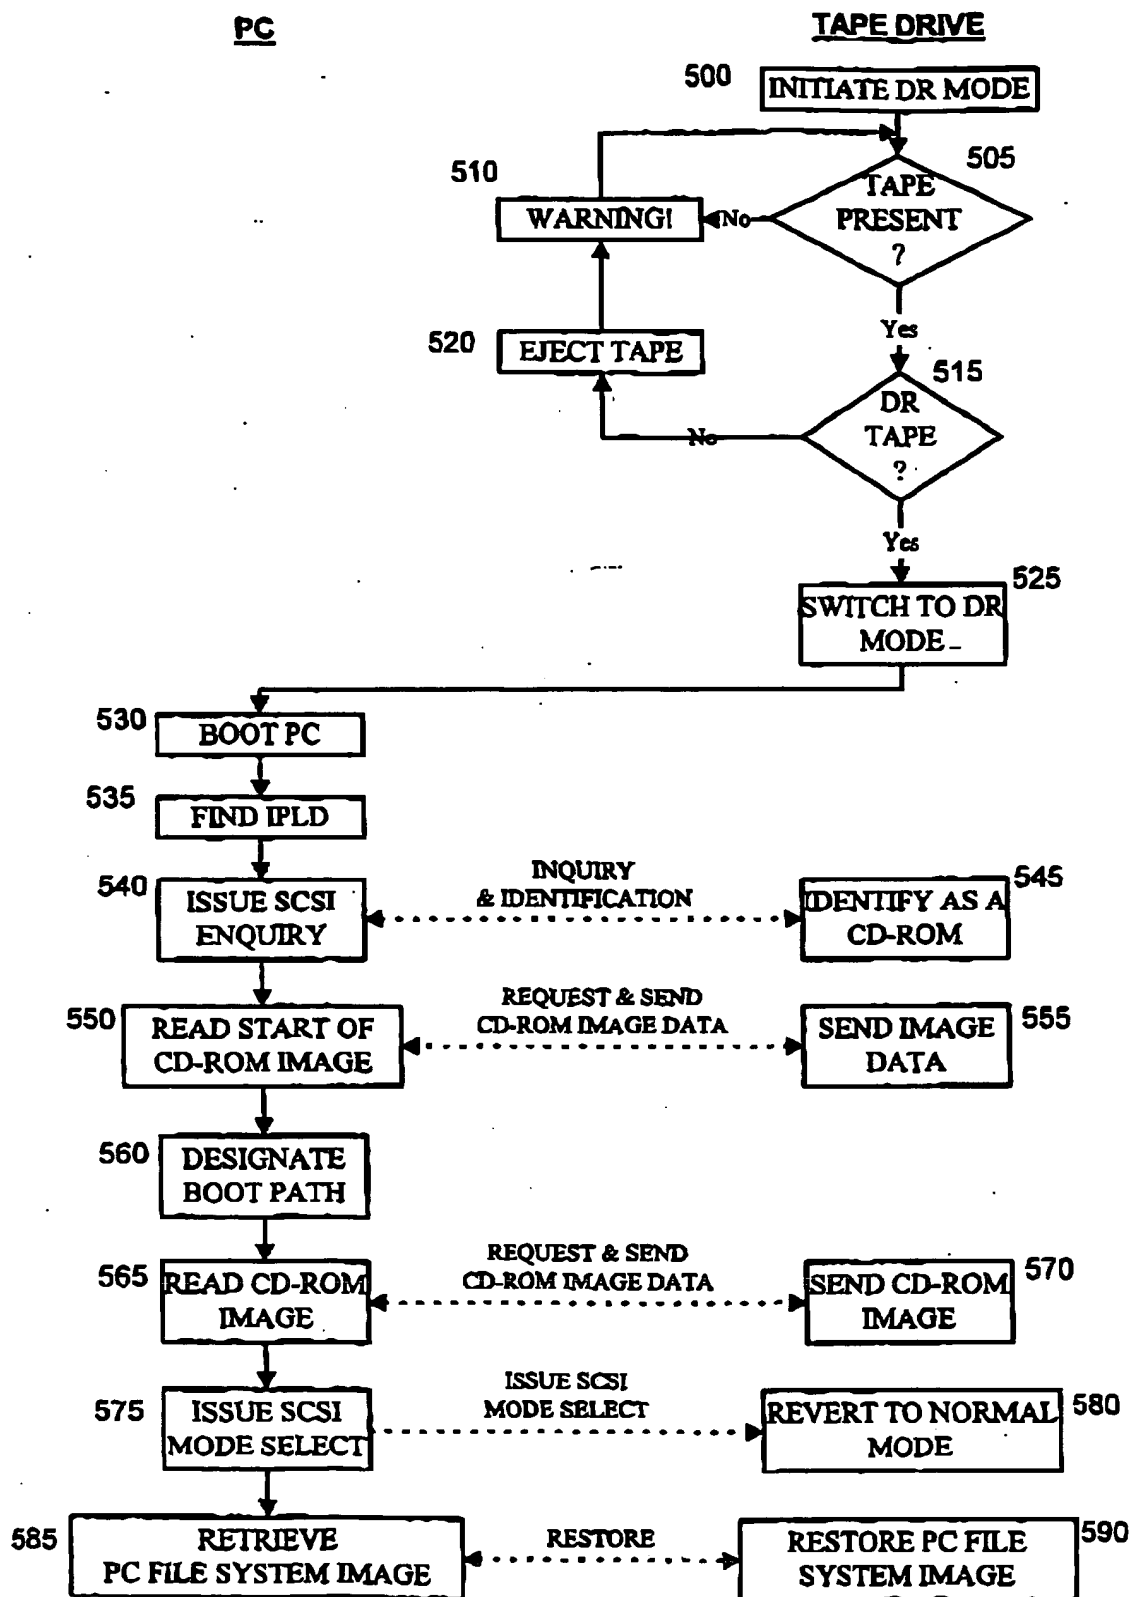 PC
TAPE DRIVE
500
INITIATE DR MODE
505
TAPE
PRESENT
?
510
WARNING!
No
Yes
520
EJECT TAPE
515
DR
TAPE
?
No
Yes
525
SWITCH TO DR
MODE
530
BOOT PC
535
FIND IPLD
540
ISSUE SCSI
ENQUIRY
INQUIRY
& IDENTIFICATION
545
IDENTIFY AS A
CD-ROM
550
READ START OF
CD-ROM IMAGE
REQUEST & SEND
CD-ROM IMAGE DATA
555
SEND IMAGE
DATA
560
DESIGNATE
BOOT PATH
565
READ CD-ROM
IMAGE
REQUEST & SEND
CD-ROM IMAGE DATA
570
SEND CD-ROM
IMAGE
575
ISSUE SCSI
MODE SELECT
ISSUE SCSI
MODE SELECT
580
REVERT TO NORMAL
MODE
585
RETRIEVE
PC FILE SYSTEM IMAGE
RESTORE
590
RESTORE PC FILE
SYSTEM IMAGE